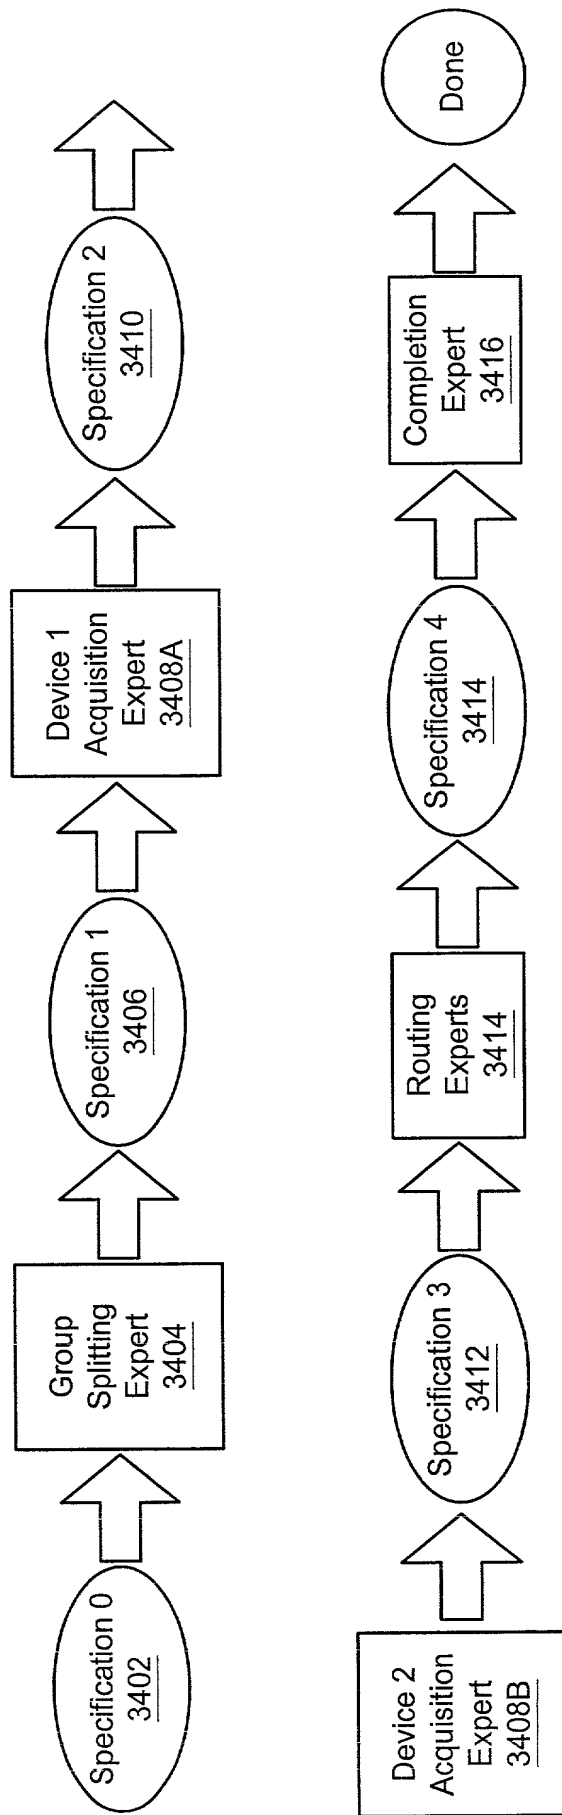 Specification 0
3402
Group
Splitting
Expert
3404
Specification 1
3406
Device 1
Acquisition
Expert
3408A
Specification 2
3410
Device 2
Acquisition
Expert
3408B
Specification 3
3412
Routing
Experts
3414
Specification 4
3414
Completion
Expert
3416
Done